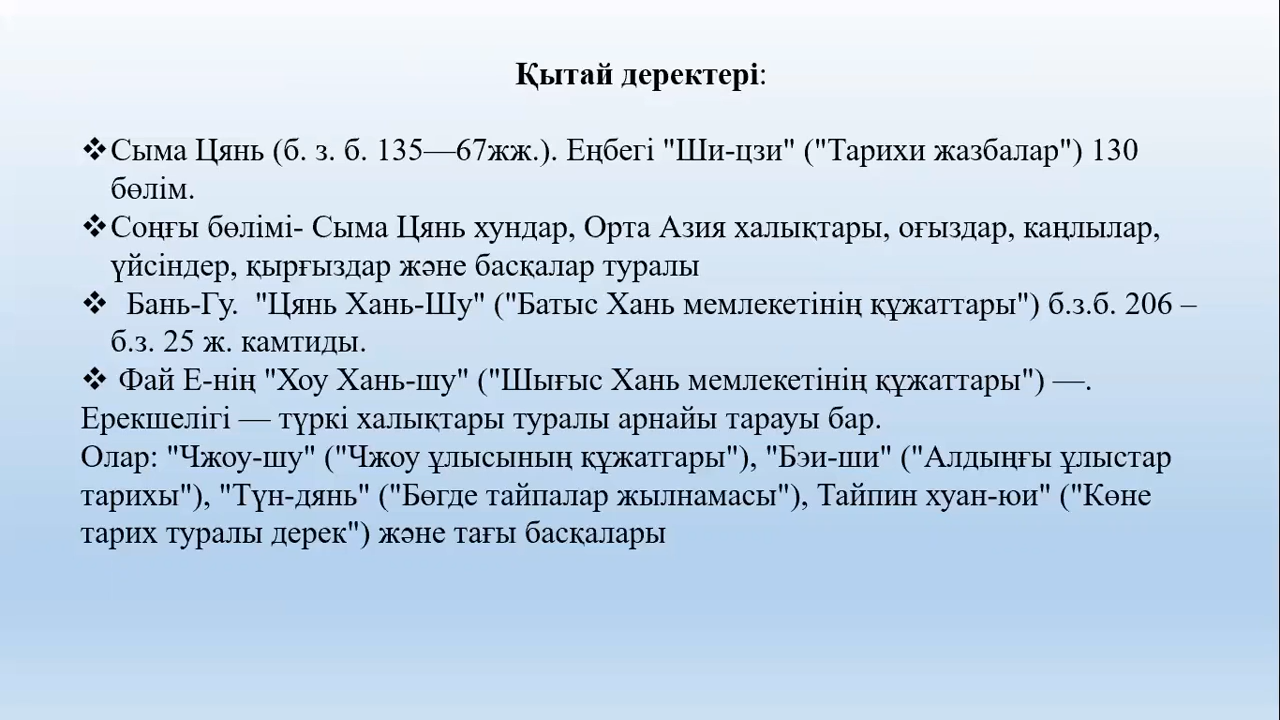 Қытай деректері:
❖Сыма Цянь (б. з. б. 135—67жж.). Еңбегі "Ши-цзи" ("Тарихи жазбалар") 130
бөлім.
❖Соңғы бөлімі- Сыма Цянь хундар, Орта Азия халықтары, оғыздар, каңлылар,
үйсіндер, қырғыздар және басқалар туралы
❖ Бань-Гу. "Цянь Хань-Шу" ("Батыс Хань мемлекетінің құжаттары") б.з.б. 206 –
б.з. 25 ж. камтиды.
❖ Фай Е-нің "Хоу Хань-шу" ("Шығыс Хань мемлекетінің құжаттары") —.
Ерекшелігі — түркі халықтары туралы арнайы тарауы бар.
Олар: "Чжоу-шу" ("Чжоу ұлысының құжатгары"), "Бэи-ши" ("Алдыңғы ұлыстар
тарихы"), "Түн-дянь" ("Бөгде тайпалар жылнамасы"), Тайпин хуан-юи" ("Көне
тарих туралы дерек") және тағы басқалары